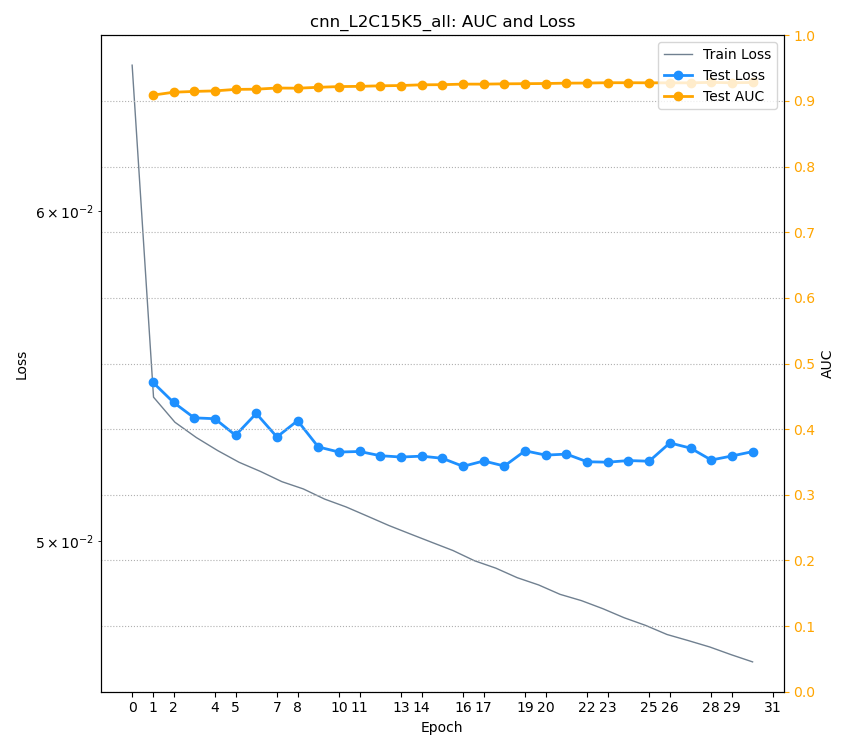 cnn_L2C15K5_all: AUC and Loss
Train Loss
Test Loss
Test AUC
6 × 10⁻²
5 × 10⁻²
Loss
1.0
0.9
0.8
0.7
0.6
0.5
0.4
0.3
0.2
0.1
0.0
AUC
0 1 2 4 5 7 8 10 11 13 14 16 17 19 20 22 23 25 26 28 29 31
Epoch